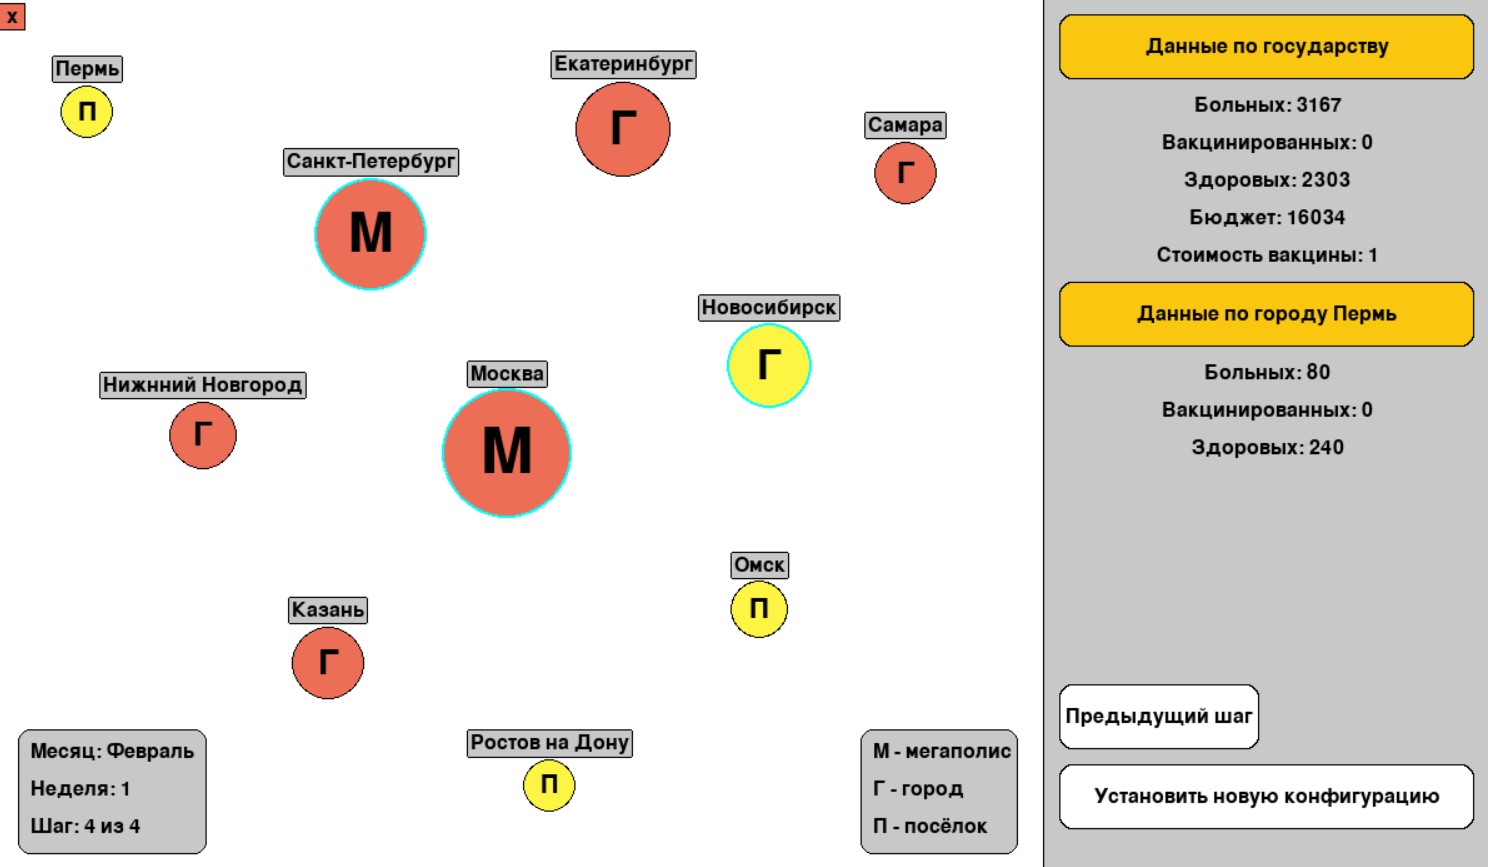 x
Пермь
П
Екатеринбург
Г
Самара
Г
Санкт-Петербург
М
Новосибирск
Г
Нижнний Новгород
Г
Москва
М
Омск
П
Казань
Г
Ростов на Дону
П
Месяц: Февраль
Неделя: 1
Шаг: 4 из 4
М - мегаполис
Г - город
П - посёлок
Данные по государству
Больных: 3167
Вакцинированных: 0
Здоровых: 2303
Бюджет: 16034
Стоимость вакцины: 1
Данные по городу Пермь
Больных: 80
Вакцинированных: 0
Здоровых: 240
Предыдущий шаг
Установить новую конфигурацию